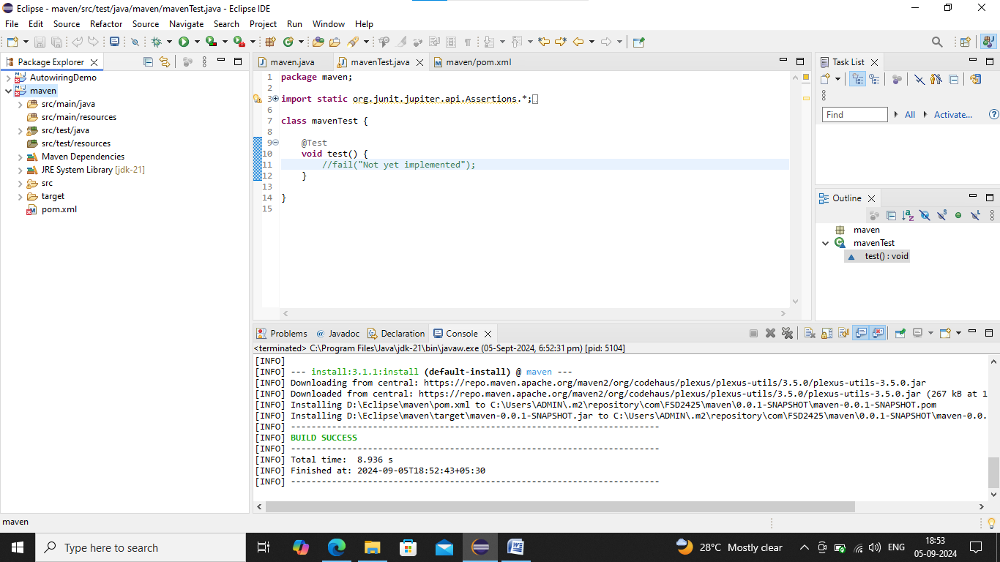 Eclipse - maven/src/test/java/maven/mavenTest.java - Eclipse IDE
File Edit Source Refactor Source Navigate Search Project Run Window Help
Package Explorer
AutowiringDemo
maven
src/main/java
src/main/resources
src/test/java
src/test/resources
Maven Dependencies
JRE System Library [jdk-21]
src
target
pom.xml
maven.java
mavenTest.java
maven/pom.xml
1 package maven;
2
3 import static org.junit.jupiter.api.Assertions.*;
6
7 class mavenTest {
8
9 @Test
10 void test() {
11 //fail("Not yet implemented");
12 }
13
14 }
15
Task List
Find
All
Activate...
Outline
maven
mavenTest
test() : void
Problems
Javadoc
Declaration
Console
<terminated> C:\Program Files\Java\jdk-21\bin\javaw.exe (05-Sept-2024, 6:52:31 pm) [pid: 5104]
[INFO]
[INFO] --- install:3.1.1:install (default-install) @ maven ---
[INFO] Downloading from central: https://repo.maven.apache.org/maven2/org/codehaus/plexus/plexus-utils/3.5.0/plexus-utils-3.5.0.jar
[INFO] Downloaded from central: https://repo.maven.apache.org/maven2/org/codehaus/plexus/plexus-utils/3.5.0/plexus-utils-3.5.0.jar (267 kB at 1
[INFO] Installing D:\Eclipse\maven\pom.xml to C:\Users\ADMIN\.m2\repository\com\FSD2425\maven\0.0.1-SNAPSHOT\maven-0.0.1-SNAPSHOT.pom
[INFO] Installing D:\Eclipse\maven\target\maven-0.0.1-SNAPSHOT.jar to C:\Users\ADMIN\.m2\repository\com\FSD2425\maven\0.0.1-SNAPSHOT\maven-0.0.
[INFO] ------------------------------------------------------------------------
[INFO] BUILD SUCCESS
[INFO] ------------------------------------------------------------------------
[INFO] Total time:  8.936 s
[INFO] Finished at: 2024-09-05T18:52:43+05:30
[INFO] ------------------------------------------------------------------------
maven
Type here to search
28°C Mostly clear
ENG
18:53
05-09-2024